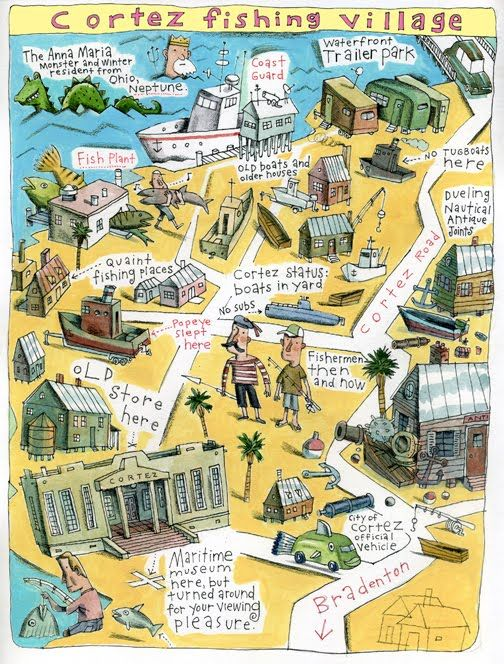 Cortez fishing village
The Anna Maria
Monster and Winter
resident from
Ohio,
Neptune.
Coast
Guard
Waterfront
Trailer park
Fish Plant
OLD boats and
older houses
NO TUGBOATS
here
Dueling
Nautical
Antique
Joints
Quaint
fishing places
Cortez status:
boats in yard
No subs
Cortez Road
Popeye
slept
here
Fishermen
then
and now
OLD
Store
here
ANTI
CORTEZ
City of
CORTEZ
official
Vehicle
Maritime
museum
here, but
turned around
for your viewing
pleasure.
Bradenton